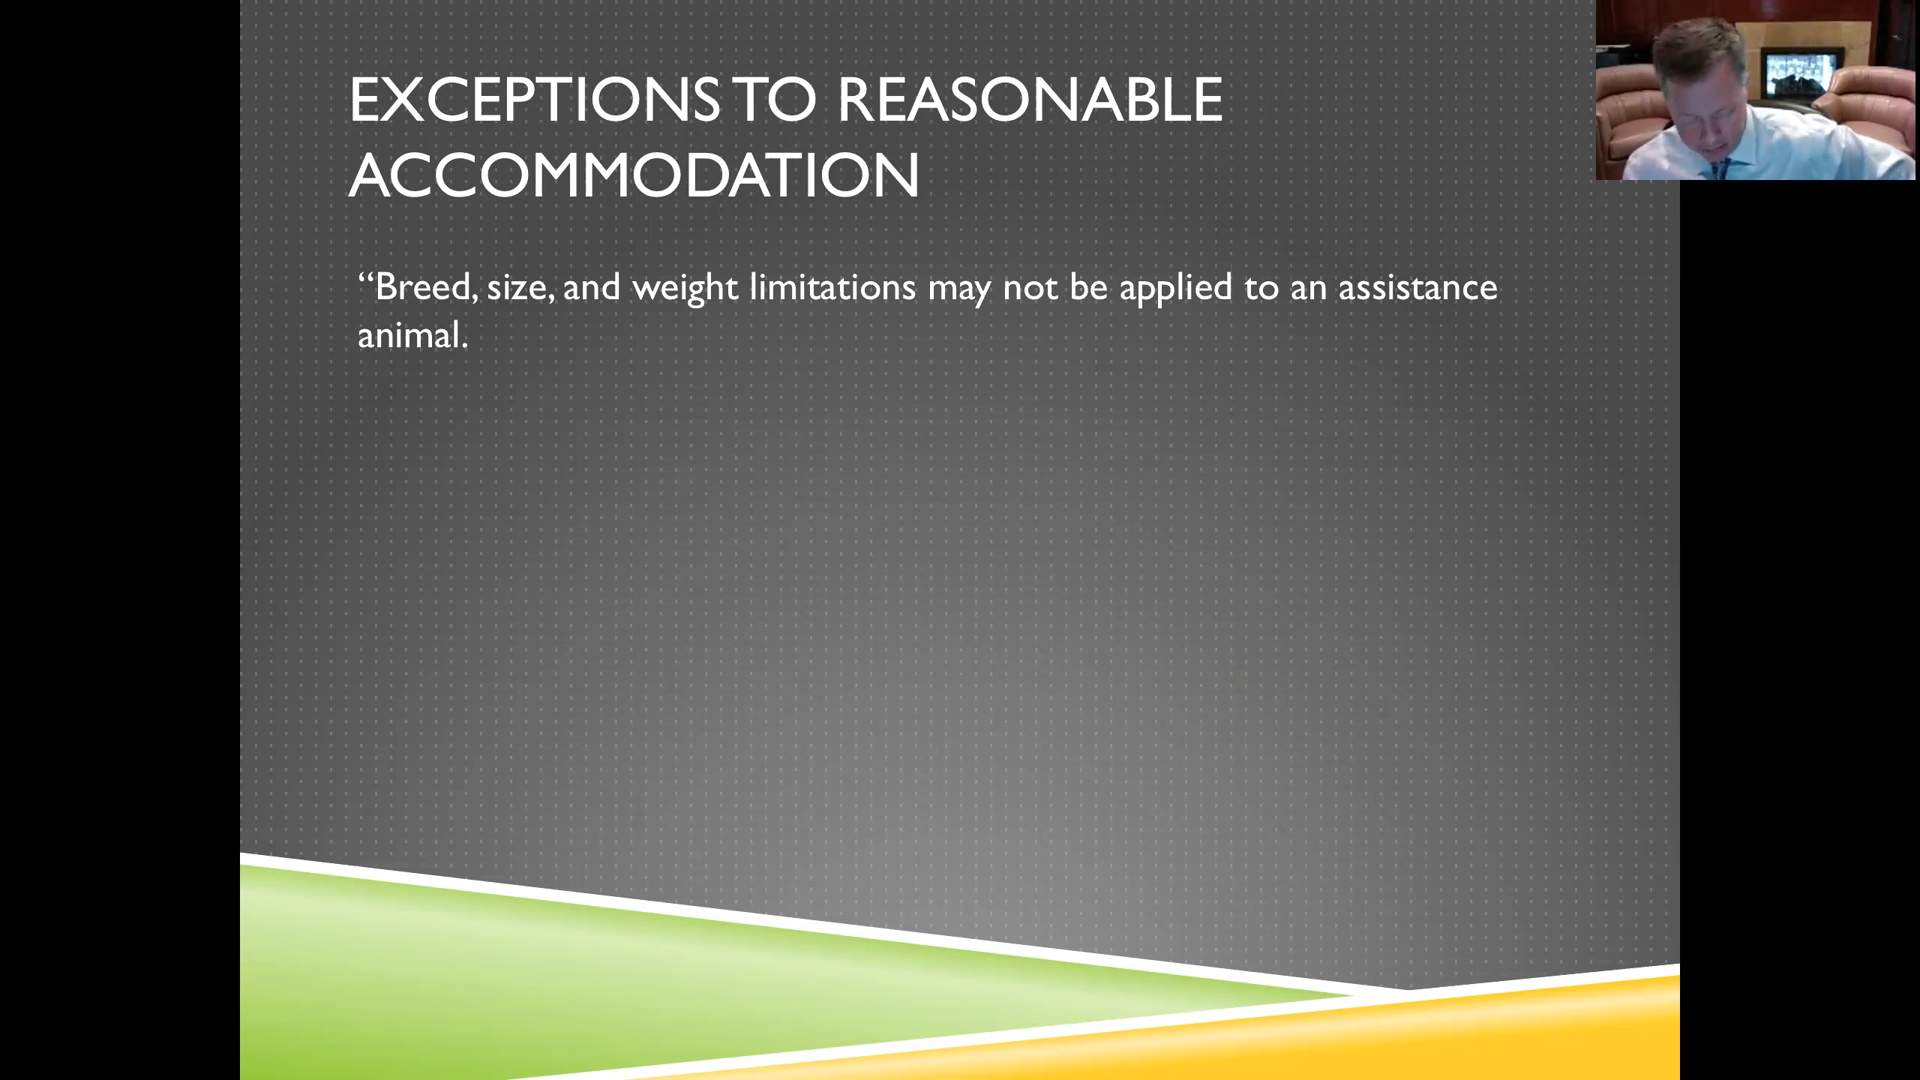 EXCEPTIONS TO REASONABLE
ACCOMMODATION
“Breed, size, and weight limitations may not be applied to an assistance
animal.